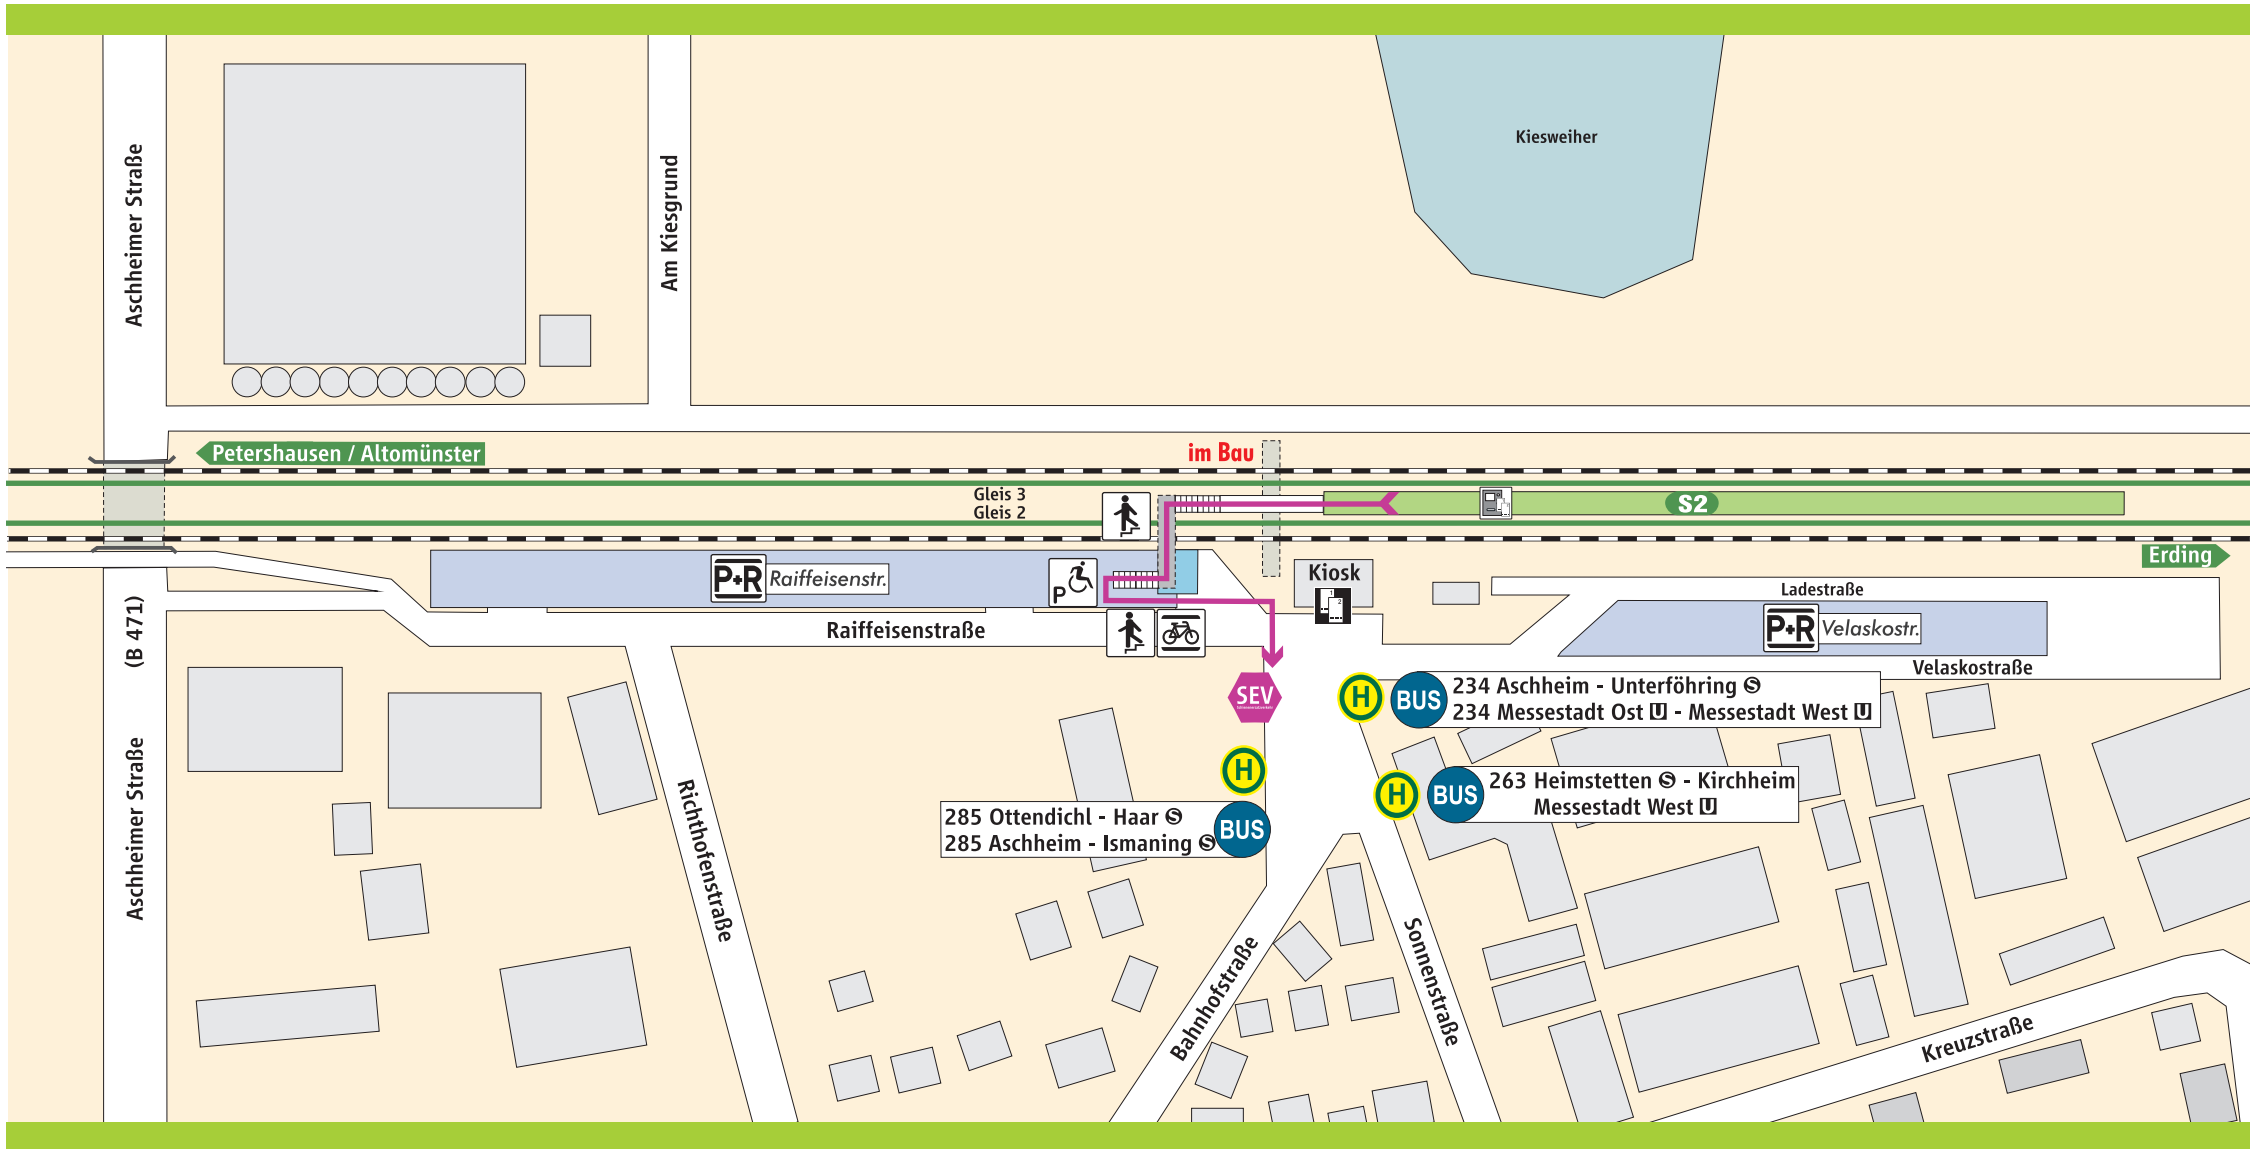 Kiesweiher
Aschheimer Straße
Am Kiesgrund
Petershausen / Altomünster
im Bau
Gleis 3
Gleis 2
S2
Erding
P+R Raiffeisenstr.
P
Kiosk
1
2
Ladestraße
P+R Velaskostr.
Raiffeisenstraße
Velaskostraße
(B 471)
Aschheimer Straße
SEV
H BUS 234 Aschheim - Unterföhring S
234 Messestadt Ost U - Messestadt West U
H
H BUS 263 Heimstetten S - Kirchheim
Messestadt West U
285 Ottendichl - Haar S
285 Aschheim - Ismaning S
BUS
Richthofenstraße
Bahnhofstraße
Sonnenstraße
Kreuzstraße